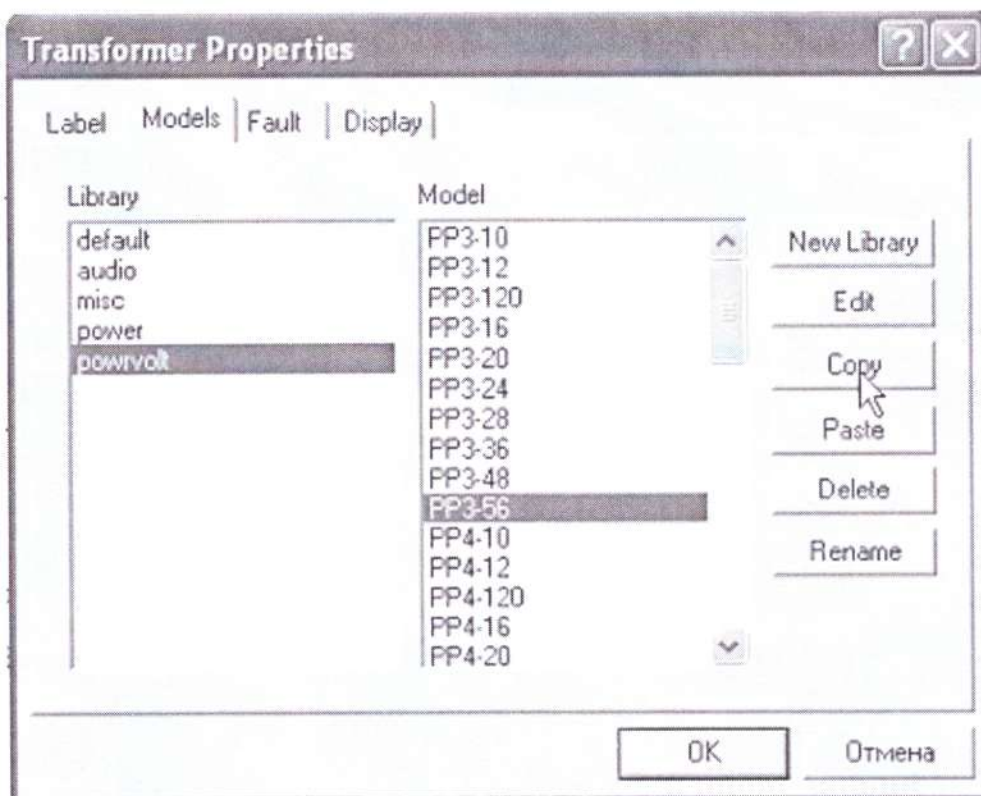 Transformer Properties
Label Models Fault Display
Library
default
audio
misc
power
powrvolt
Model
PP3-10
PP3-12
PP3-120
PP3-16
PP3-20
PP3-24
PP3-28
PP3-36
PP3-48
PP3-56
PP4-10
PP4-12
PP4-120
PP4-16
PP4-20
New Library
Edit
Copy
Paste
Delete
Rename
OK Отмена